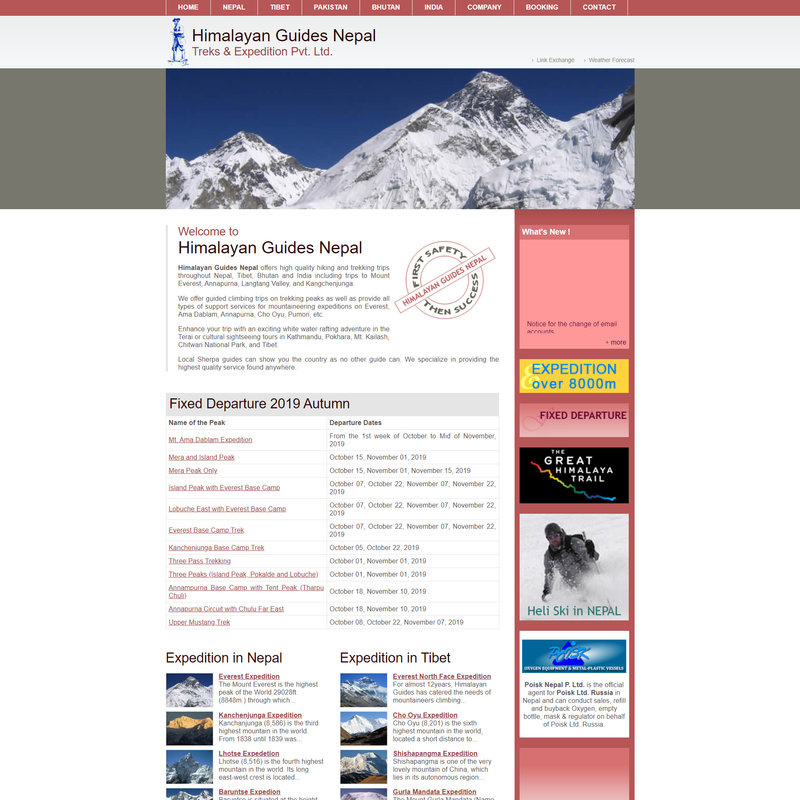 HOME NEPAL TIBET PAKISTAN BHUTAN INDIA COMPANY BOOKING CONTACT
Himalayan Guides Nepal
Treks & Expedition Pvt. Ltd.
Link Exchange Weather Forecast
Welcome to
Himalayan Guides Nepal
Himalayan Guides Nepal offers high quality hiking and trekking trips
throughout Nepal, Tibet, Bhutan and India including trips to Mount
Everest, Annapurna, Langtang Valley, and Kangchenjunga.
We offer guided climbing trips on trekking peaks as well as provide all
types of support services for mountaineering expeditions on Everest,
Ama Dablam, Annapurna, Cho Oyu, Pumori, etc.
Enhance your trip with an exciting white water rafting adventure in the
Terai or cultural sightseeing tours in Kathmandu, Pokhara, Mt. Kailash,
Chitwan National Park, and Tibet.
Local Sherpa guides can show you the country as no other guide can. We specialize in providing the
highest quality service found anywhere.
FIRST SAFETY
HIMALAYAN GUIDES NEPAL
THEN SUCCESS
Fixed Departure 2019 Autumn
Name of the Peak Departure Dates
Mt. Ama Dablam Expedition From the 1st week of October to Mid of November,
2019
Mera and Island Peak October 15, November 01, 2019
Mera Peak Only October 15, November 01, November 15, 2019
Island Peak with Everest Base Camp October 07, October 22, November 07, November 22,
2019
Lobuche East with Everest Base Camp October 07, October 22, November 07, November 22,
2019
Everest Base Camp Trek October 07, October 22, November 07, November 22,
2019
Kanchenjunga Base Camp Trek October 05, October 22, 2019
Three Pass Trekking October 01, November 01, 2019
Three Peaks (Island Peak, Pokalde and Lobuche) October 01, November 01, 2019
Annampurna Base Camp with Tent Peak (Tharpu
Chuli) October 18, November 10, 2019
Annapurna Circuit with Chulu Far East October 18, November 10, 2019
Upper Mustang Trek October 08, October 22, November 07, 2019
Expedition in Nepal
Everest Expedition
The Mount Everest is the highest
peak of the World 29028ft.
(8848m ) through which...
Kanchenjunga Expedition
Kanchanjunga (8,586) is the third
highest mountain in the world.
From 1838 until 1839 was...
Lhotse Expedetion
Lhotse (8,516) is the fourth highest
mountain in the world. Its long
east-west crest is located...
Baruntse Expedition
Baruntse is situated at the height
Expedition in Tibet
Everest North Face Expedition
For almost 12years, Himalayan
Guides has catered the needs of
mountaineers climbing...
Cho Oyu Expedition
Cho Oyu (8,201) is the sixth
highest mountain in the world,
located a short distance to...
Shishapangma Expedition
Shishapangma is one of the very
lovely mountain of China, which
lies in its autonomous region...
Gurla Mandata Expedition
The Mount Gurla Mandata (Name
What's New !
Notice for the change of email
accounts
+ more
EXPEDITION
over 8000m
FIXED DEPARTURE
THE
GREAT
HIMALAYA
TRAIL
Heli Ski in NEPAL
POISK
OXYGEN EQUIPMENT & METAL-PLASTIC VESSELS
Poisk Nepal P. Ltd. is the official
agent for Poisk Ltd. Russia in
Nepal and can conduct sales, refill
and buyback Oxygen, empty
bottle, mask & regulator on behalf
of Poisk Ltd. Russia.